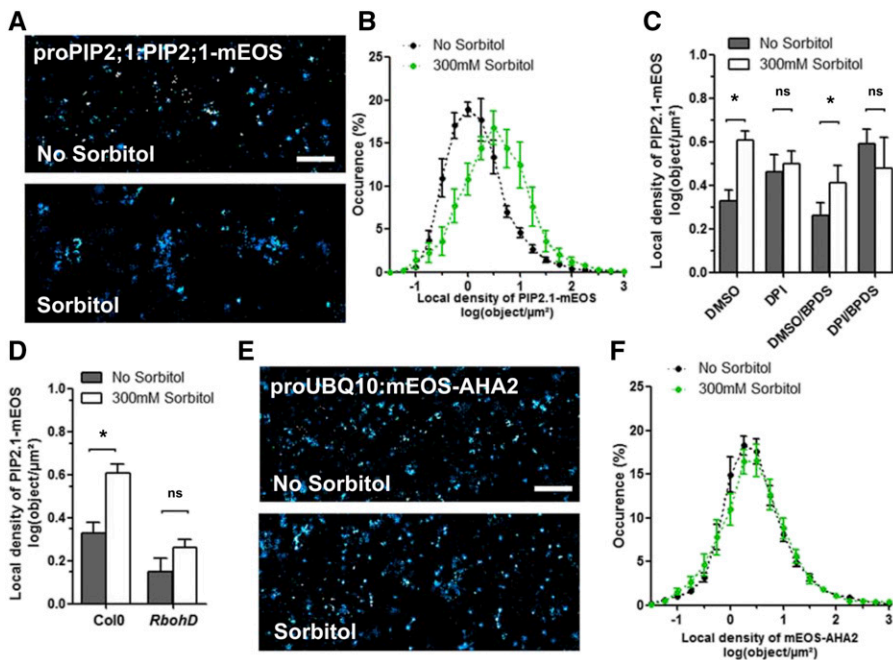 A
proPIP2;1:PIP2;1-mEOS
No Sorbitol
Sorbitol
B
No Sorbitol
300mM Sorbitol
25
20
15
10
5
0
Occurence (%)
-1
0
1
2
3
Local density of PIP2.1-mEOS
log(object/µm²)
C
No Sorbitol
300mM Sorbitol
Local density of PIP2.1-mEOS
log(object/µm²)
1.0
0.8
0.6
0.4
0.2
0.0
*
ns
*
ns
DMSO
DPI
DMSO/BPDS
DPI/BPDS
D
No Sorbitol
300mM Sorbitol
Local density of PIP2.1-mEOS
log(object/µm²)
1.0
0.8
0.6
0.4
0.2
0.0
*
ns
Col0
RbohD
E
proUBQ10:mEOS-AHA2
No Sorbitol
Sorbitol
F
No Sorbitol
300mM Sorbitol
25
20
15
10
5
0
Occurence (%)
-1
0
1
2
3
Local density of mEOS-AHA2
log(object/µm²)